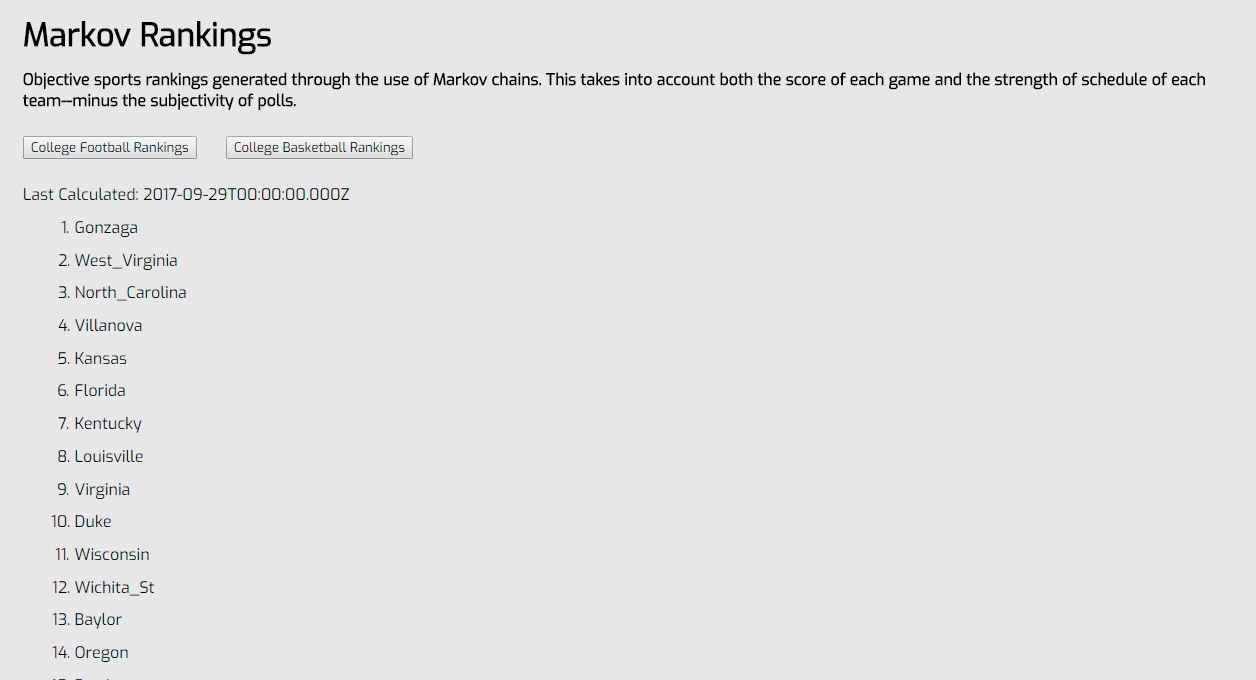 Markov Rankings
Objective sports rankings generated through the use of Markov chains. This takes into account both the score of each game and the strength of schedule of each
team--minus the subjectivity of polls.
College Football Rankings College Basketball Rankings
Last Calculated: 2017-09-29T00:00:00.000Z
1. Gonzaga
2. West_Virginia
3. North_Carolina
4. Villanova
5. Kansas
6. Florida
7. Kentucky
8. Louisville
9. Virginia
10. Duke
11. Wisconsin
12. Wichita_St
13. Baylor
14. Oregon